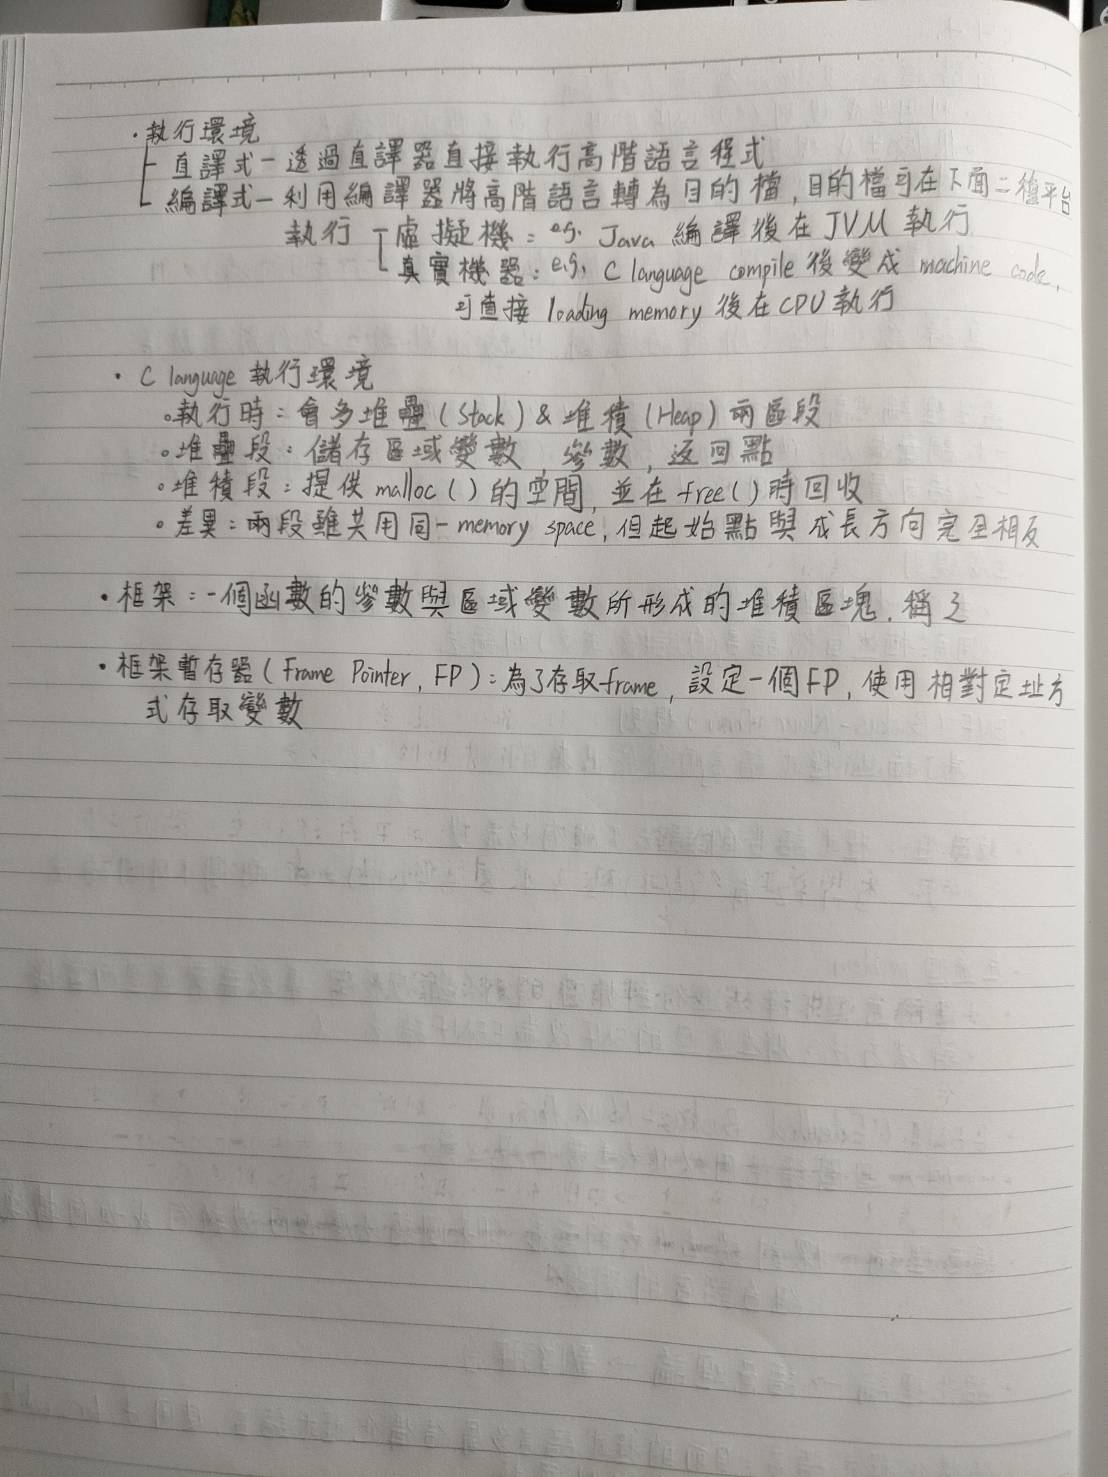 ・執行環境
直譯式－透過直譯器直接執行高階語言程式
編譯式－利用編譯器將高階語言轉為目的檔，目的檔可在下面二種平台
執行 虛擬機：eg. Java 編譯後在 JVM 執行
真實機器：e.g. C language compile 後變成 machine code，
可直接 loading memory 後在 CPU 執行
・C language 執行環境
。執行時：會多堆疊(Stack) & 堆積(Heap) 兩區段
。堆疊段：儲存區域變數，參數，返回點
。堆積段：提供 malloc() 的空間，並在 free() 時回收
。差異：兩段雖共用同一 memory space，但起始點與成長方向完全相反
・框架：一個函數的參數與區域變數所形成的堆積區塊，稱之
・框架暫存器(Frame Pointer, FP)：為了存取 frame，設定一個 FP，使用相對定址方
式存取變數